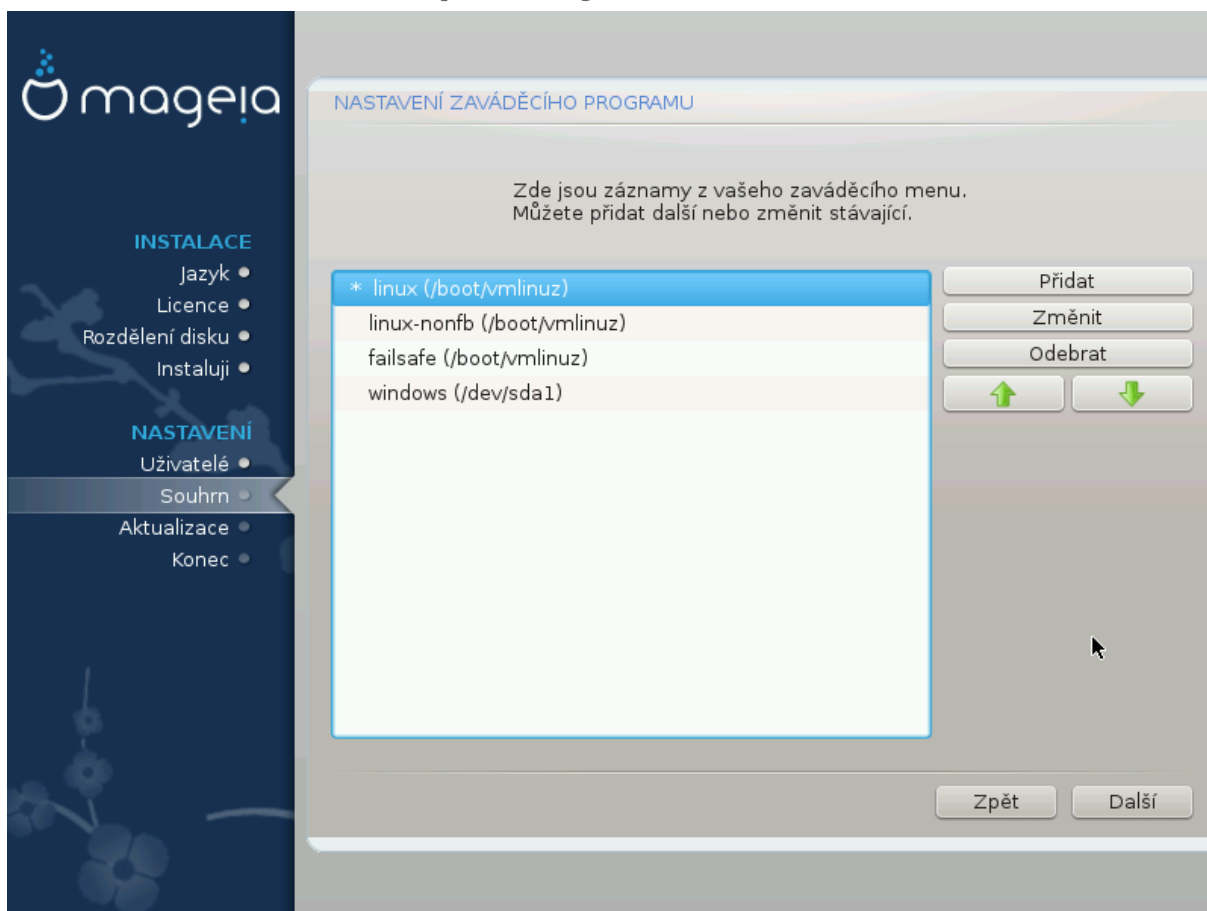 mageia
NASTAVENÍ ZAVÁDĚCÍHO PROGRAMU
Zde jsou záznamy z vašeho zaváděcího menu.
Můžete přidat další nebo změnit stávající.
INSTALACE
Jazyk
Licence
Rozdělení disku
Instaluji
NASTAVENÍ
Uživatelé
Souhrn
Aktualizace
Konec
* linux (/boot/vmlinuz)
linux-nonfb (/boot/vmlinuz)
failsafe (/boot/vmlinuz)
windows (/dev/sda1)
Přidat
Změnit
Odebrat
Zpět
Další